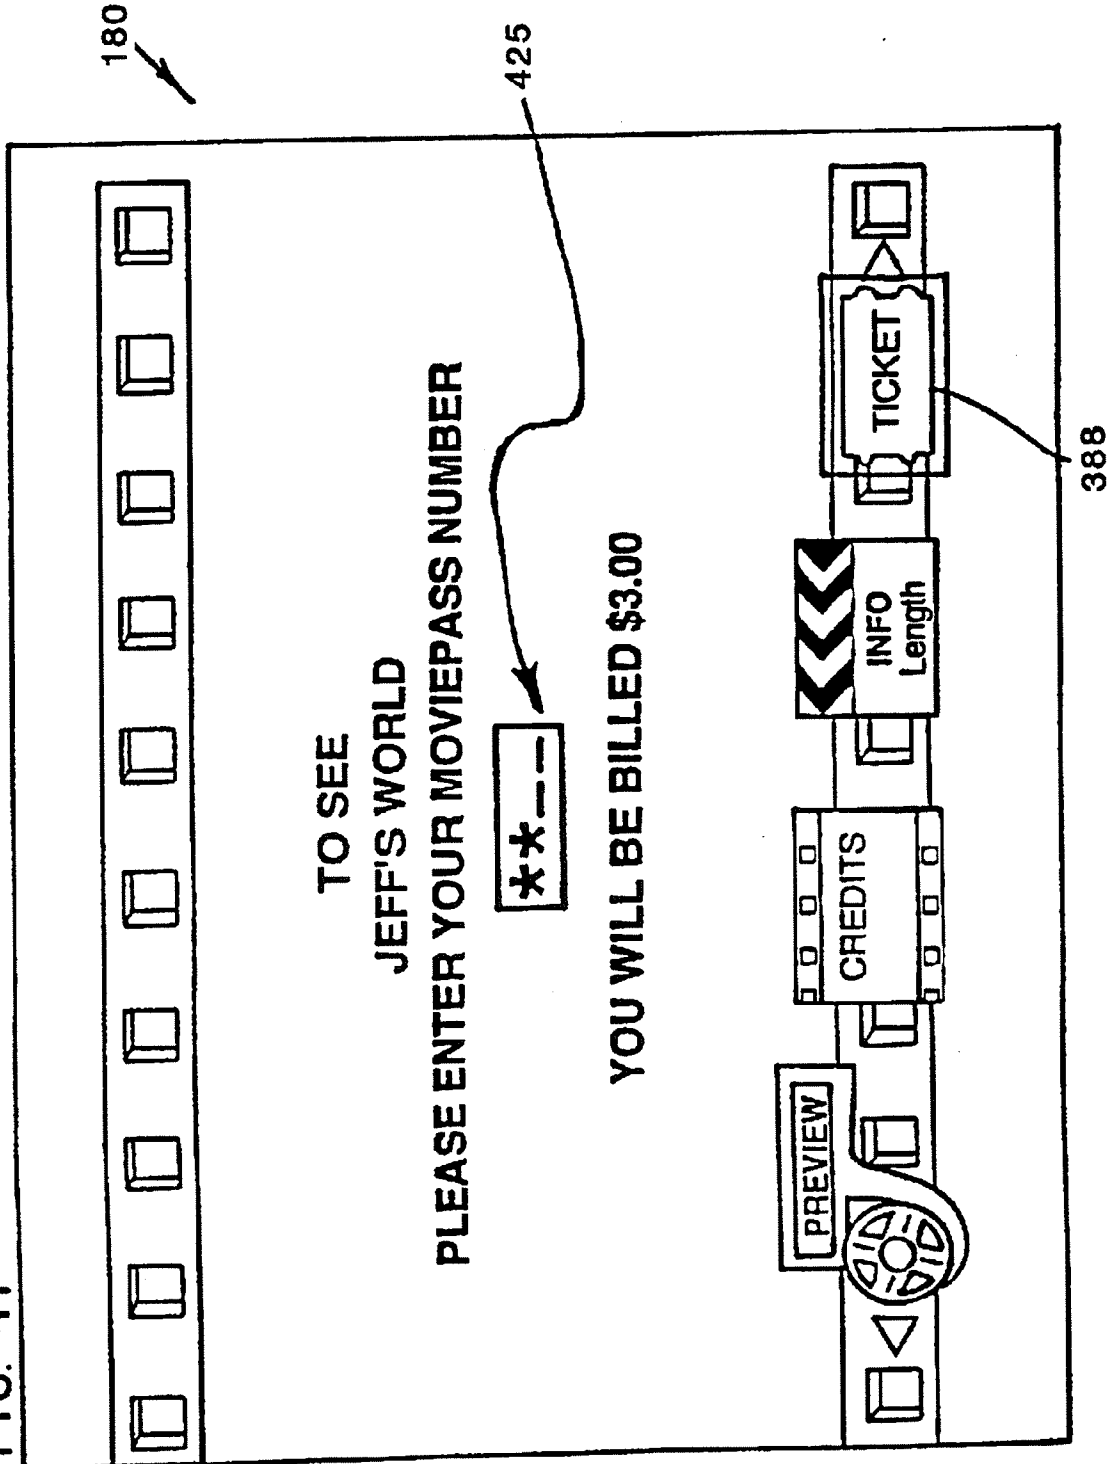 180
TO SEE
JEFF'S WORLD
PLEASE ENTER YOUR MOVIEPASS NUMBER
**__
425
YOU WILL BE BILLED $3.00
PREVIEW
CREDITS
INFO
Length
TICKET
388